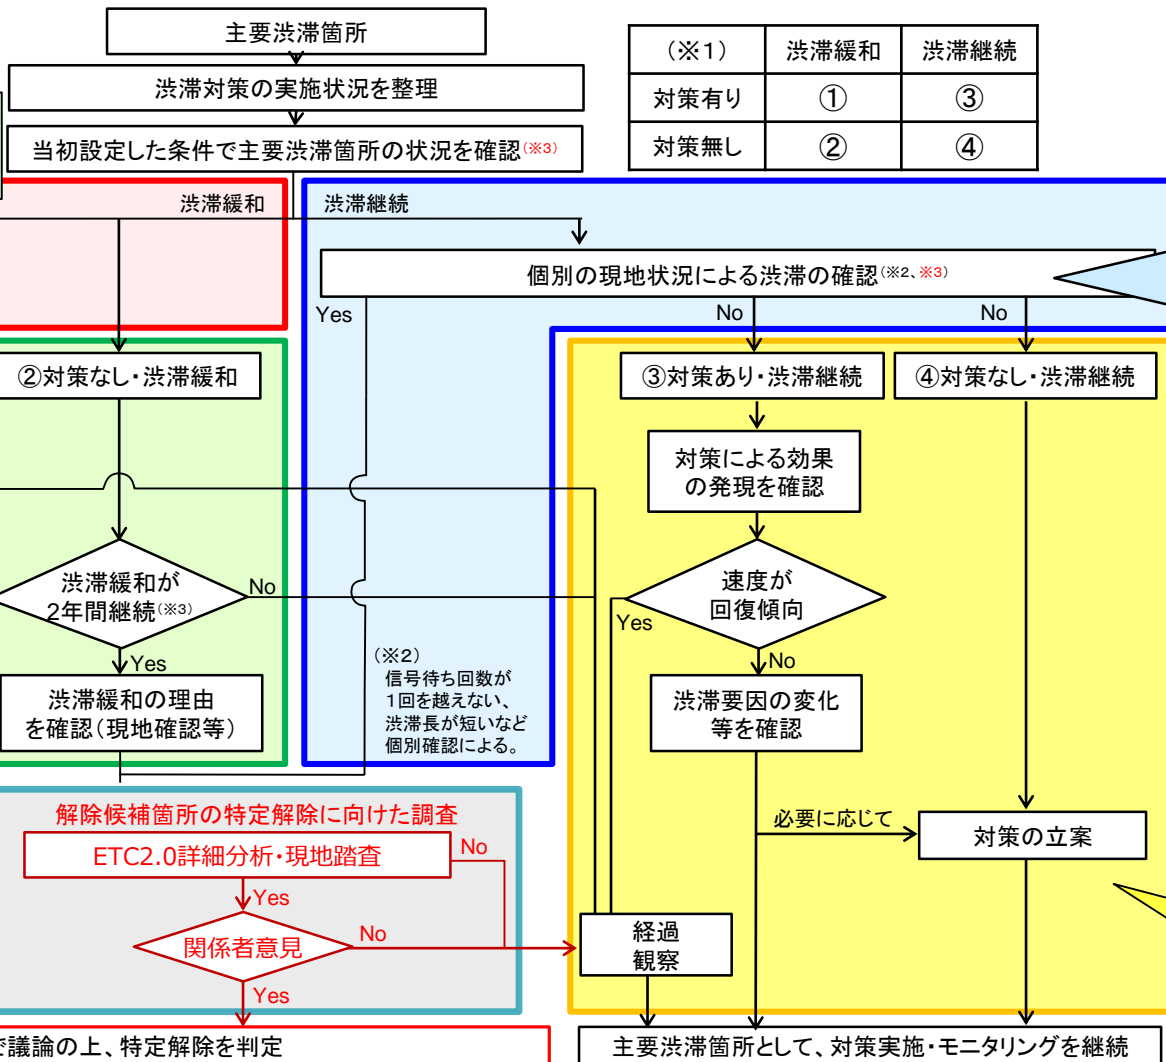 主要渋滞箇所
渋滞対策の実施状況を整理
当初設定した条件で主要渋滞箇所の状況を確認(※3)
(※1) 渋滞緩和 渋滞継続
対策有り ① ③
対策無し ② ④
渋滞緩和
渋滞継続
個別の現地状況による渋滞の確認(※2、※3)
Yes
No
No
②対策なし・渋滞緩和
③対策あり・渋滞継続
④対策なし・渋滞継続
対策による効果
の発現を確認
渋滞緩和が
2年間継続(※3)
No
Yes
速度が
回復傾向
Yes
No
渋滞緩和の理由
を確認(現地確認等)
(※2)
信号待ち回数が
1回を越えない、
渋滞長が短いなど
個別確認による。
渋滞要因の変化
等を確認
必要に応じて
対策の立案
解除候補箇所の特定解除に向けた調査
ETC2.0詳細分析・現地踏査
No
Yes
関係者意見
No
Yes
経過
観察
で議論の上、特定解除を判定
主要渋滞箇所として、対策実施・モニタリングを継続